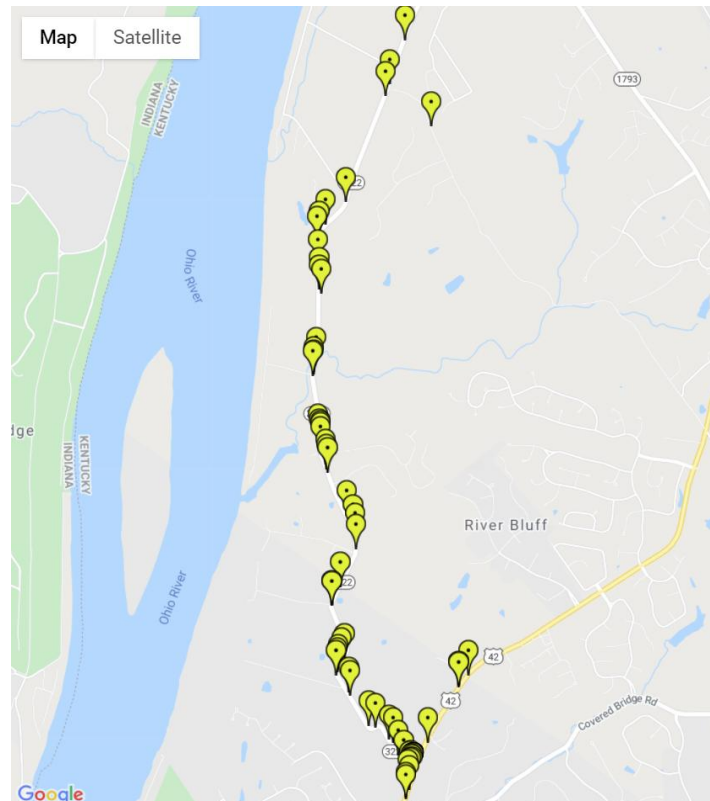 Map
Satellite
1793
INDIANA
KENTUCKY
22
Ohio River
dge
KENTUCKY
INDIANA
River Bluff
22
Ohio River
42
42
Covered Bridge Rd
32
Google